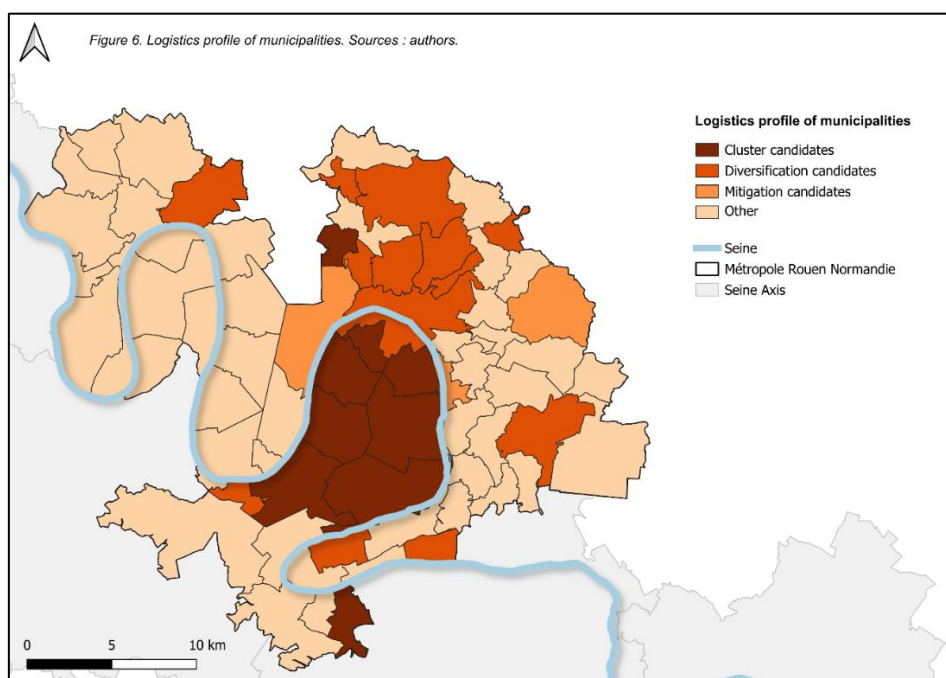 Figure 6. Logistics profile of municipalities. Sources : authors.
Logistics profile of municipalities
Cluster candidates
Diversification candidates
Mitigation candidates
Other
Seine
Métropole Rouen Normandie
Seine Axis
0 5 10 km